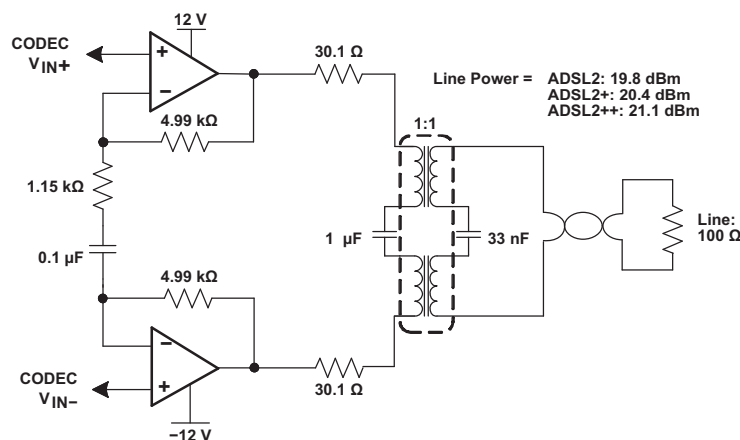 12 V
CODEC
VIN+
+
−
30.1 Ω
Line Power = ADSL2: 19.8 dBm
ADSL2+: 20.4 dBm
ADSL2++: 21.1 dBm
4.99 kΩ
1:1
1.15 kΩ
0.1 µF
1 µF
33 nF
Line:
100 Ω
4.99 kΩ
−
+
CODEC
VIN−
30.1 Ω
−12 V